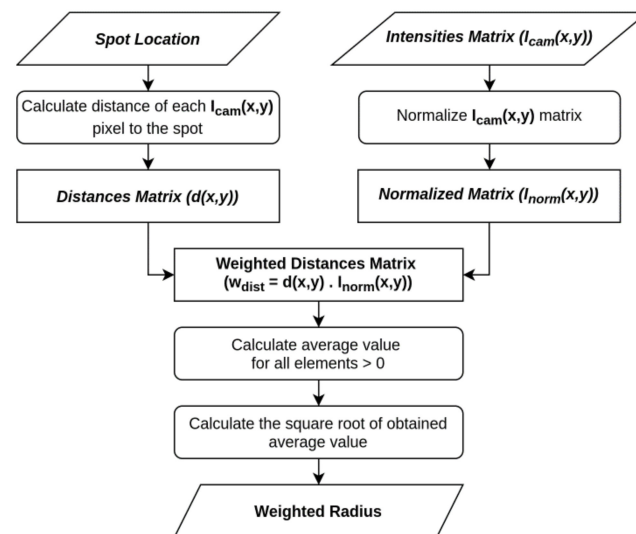 Spot Location
Intensities Matrix (Icam(x,y))
Calculate distance of each Icam(x,y)
pixel to the spot
Normalize Icam(x,y) matrix
Distances Matrix (d(x,y))
Normalized Matrix (Inorm(x,y))
Weighted Distances Matrix
(wdist = d(x,y) . Inorm(x,y))
Calculate average value
for all elements > 0
Calculate the square root of obtained
average value
Weighted Radius